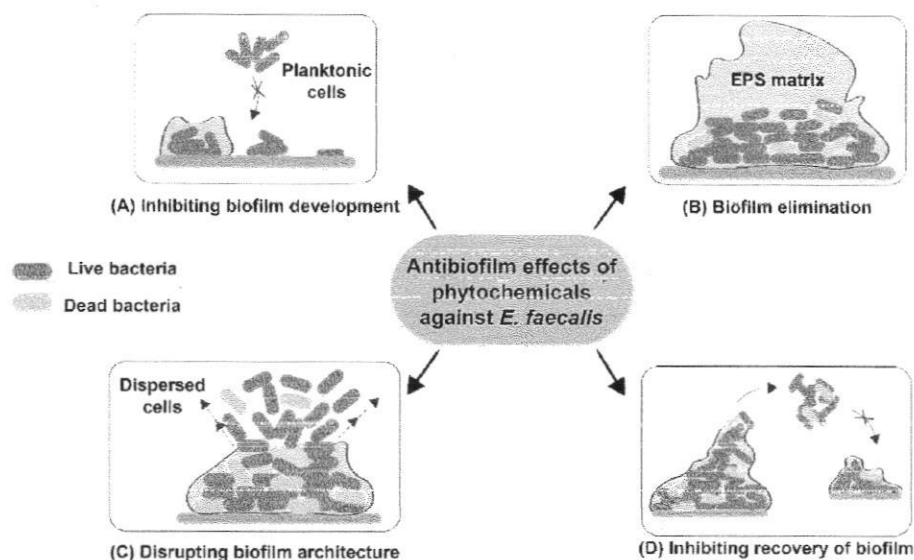 Planktonic
cells
(A) Inhibiting biofilm development
EPS matrix
(B) Biofilm elimination
Live bacteria
Dead bacteria
Antibiofilm effects of
phytochemicals
against E. faecalis
Dispersed
cells
(C) Disrupting biofilm architecture
(D) Inhibiting recovery of biofilm